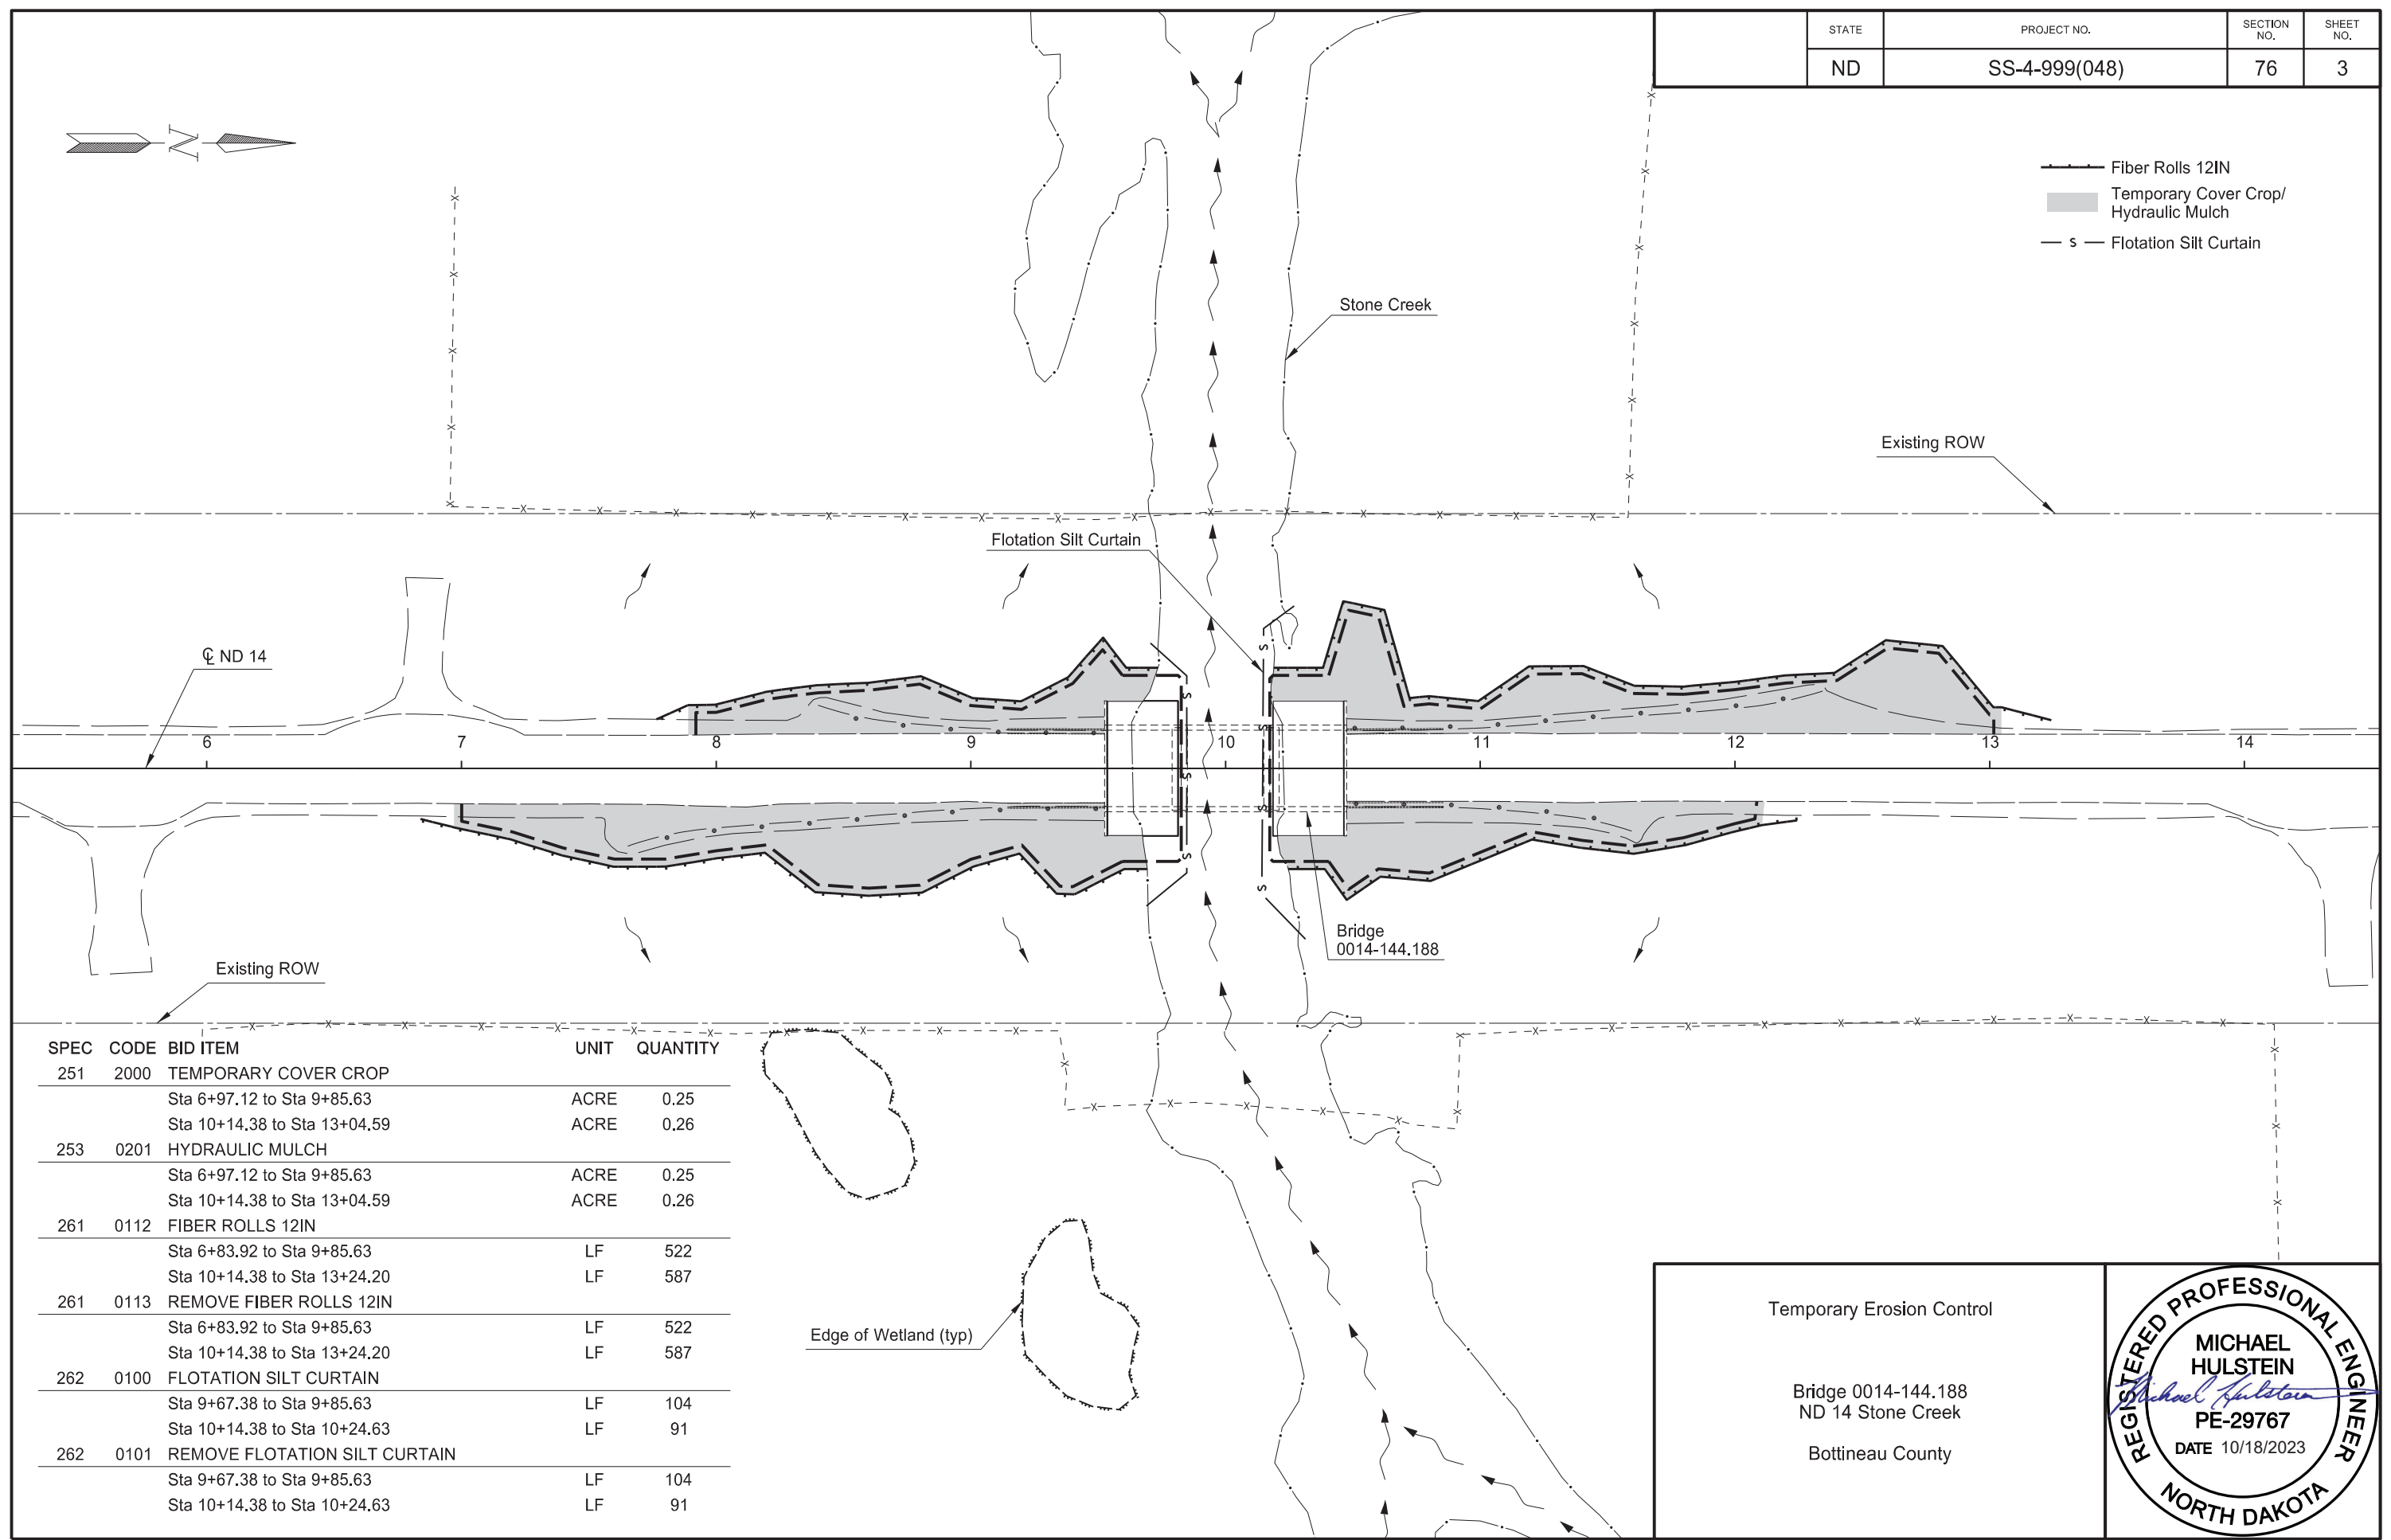 STATE PROJECT NO. SECTION NO. SHEET NO.
ND SS-4-999(048) 76 3
N
Fiber Rolls 12IN
Temporary Cover Crop/
Hydraulic Mulch
S Flotation Silt Curtain
Stone Creek
Existing ROW
Flotation Silt Curtain
℄ ND 14
6 7 8 9 10 11 12 13 14
Bridge
0014-144.188
Existing ROW
SPEC CODE BID ITEM UNIT QUANTITY
251 2000 TEMPORARY COVER CROP
Sta 6+97.12 to Sta 9+85.63 ACRE 0.25
Sta 10+14.38 to Sta 13+04.59 ACRE 0.26
253 0201 HYDRAULIC MULCH
Sta 6+97.12 to Sta 9+85.63 ACRE 0.25
Sta 10+14.38 to Sta 13+04.59 ACRE 0.26
261 0112 FIBER ROLLS 12IN
Sta 6+83.92 to Sta 9+85.63 LF 522
Sta 10+14.38 to Sta 13+24.20 LF 587
261 0113 REMOVE FIBER ROLLS 12IN
Sta 6+83.92 to Sta 9+85.63 LF 522
Sta 10+14.38 to Sta 13+24.20 LF 587
262 0100 FLOTATION SILT CURTAIN
Sta 9+67.38 to Sta 9+85.63 LF 104
Sta 10+14.38 to Sta 10+24.63 LF 91
262 0101 REMOVE FLOTATION SILT CURTAIN
Sta 9+67.38 to Sta 9+85.63 LF 104
Sta 10+14.38 to Sta 10+24.63 LF 91
Edge of Wetland (typ)
Temporary Erosion Control
Bridge 0014-144.188
ND 14 Stone Creek
Bottineau County
REGISTERED PROFESSIONAL ENGINEER
MICHAEL
HULSTEIN
Michael Hulstein
PE-29767
DATE 10/18/2023
NORTH DAKOTA